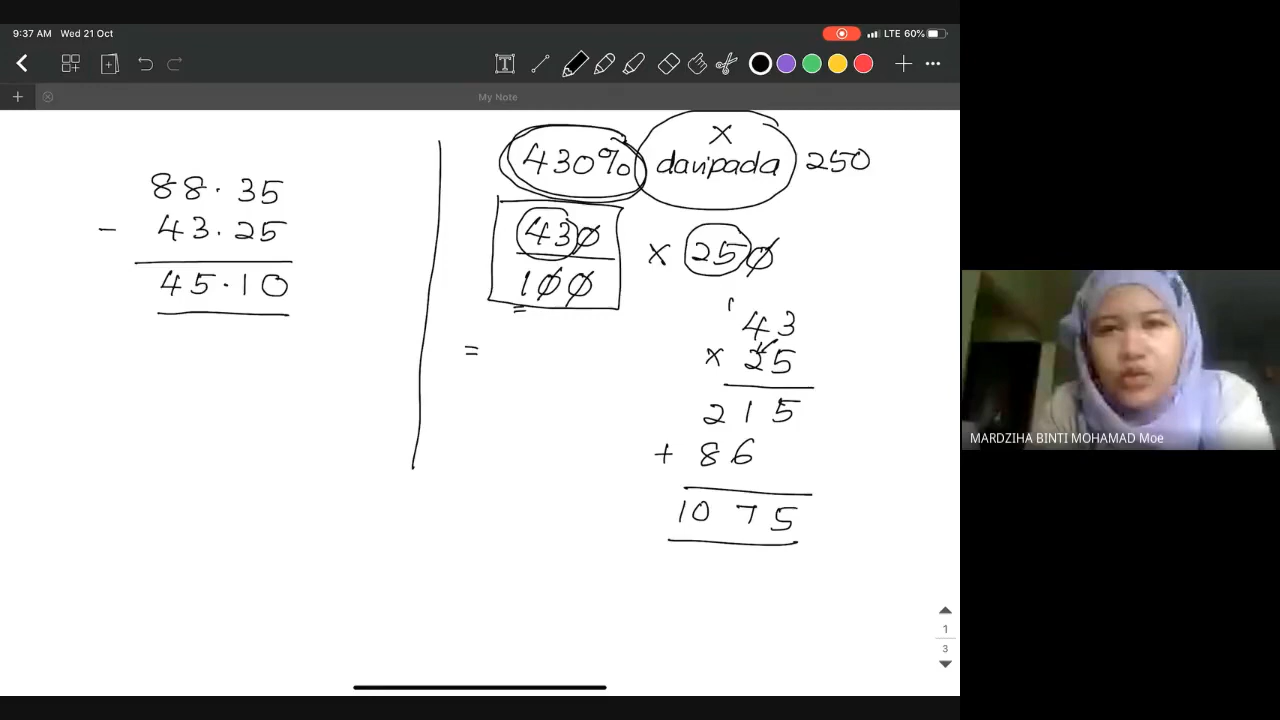 9:37 AM Wed 21 Oct
LTE 60%
My Note
88.35
- 43.25
45.10
430% x daripada 250
430
100
x 250
=
43
x 25
215
+ 86
1075
1
3
MARDZIHA BINTI MOHAMAD Moe